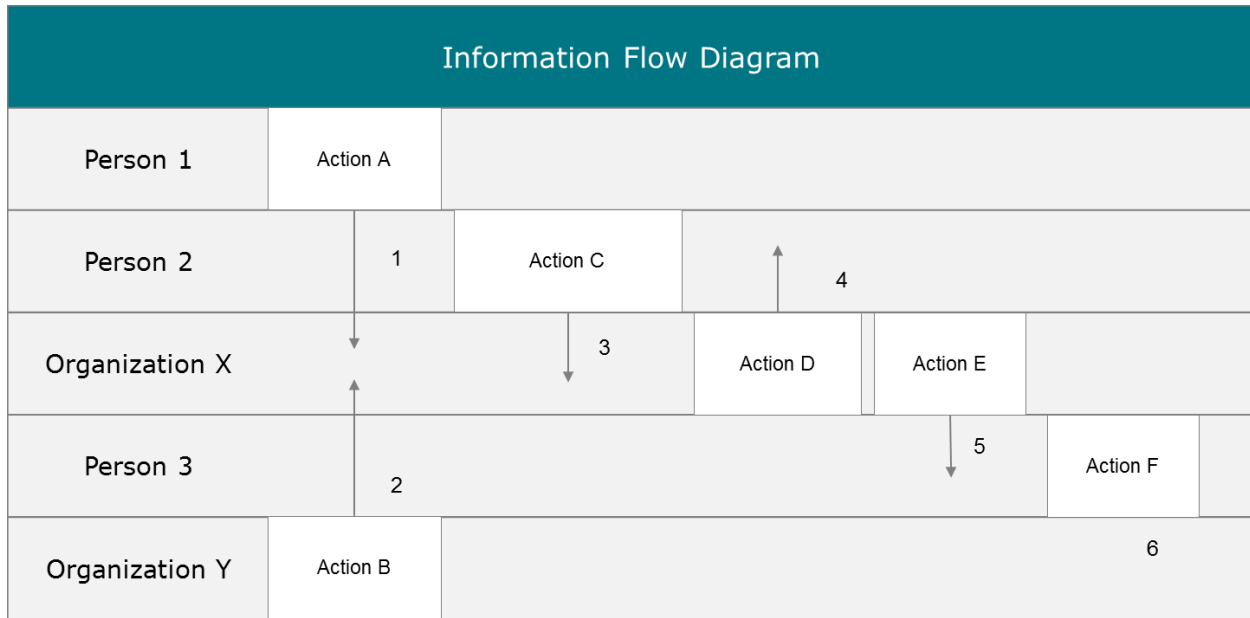 Information Flow Diagram
Person 1
Action A
Person 2
1
Action C
4
Organization X
3
Action D
Action E
Person 3
2
5
Action F
Organization Y
Action B
6